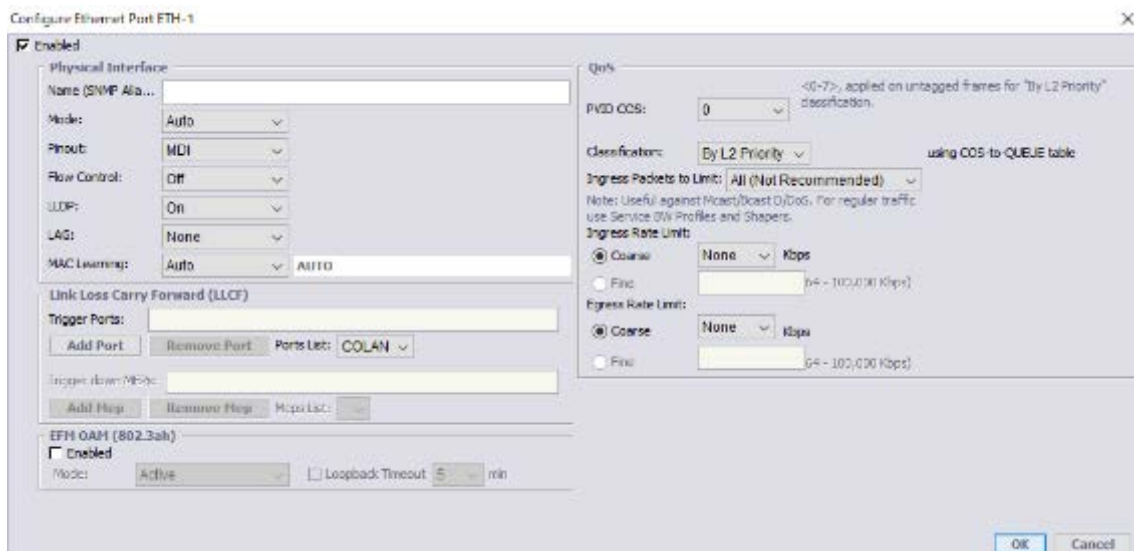 Configure Ethernet Port ETH-1
Enabled
Physical Interface
Name (SNMP Alia...
Mode: Auto
Pinout: MDI
Flow Control: Off
LLDP: On
LAG: None
MAC Learning: Auto AUTO
Link Loss Carry Forward (LLCF)
Trigger Ports:
Add Port Remove Port Ports List: COLAN
Trigger down MEPs:
Add Mep Remove Mep Meps List:
EFM OAM (802.3ah)
Enabled
Mode: Active Loopback Timeout 5 min
QoS
<0-7>, applied on untagged frames for "By L2 Priority"
PVID COS: 0 classification.
Classification: By L2 Priority using COS-to-QUEUE table
Ingress Packets to Limit: All (Not Recommended)
Note: Useful against Mcast/Bcast D/DoS. For regular traffic
use Service BW Profiles and Shapers.
Ingress Rate Limit:
Coarse None Kbps
Fine (64 - 100,000 Kbps)
Egress Rate Limit:
Coarse None Kbps
Fine (64 - 100,000 Kbps)
OK Cancel